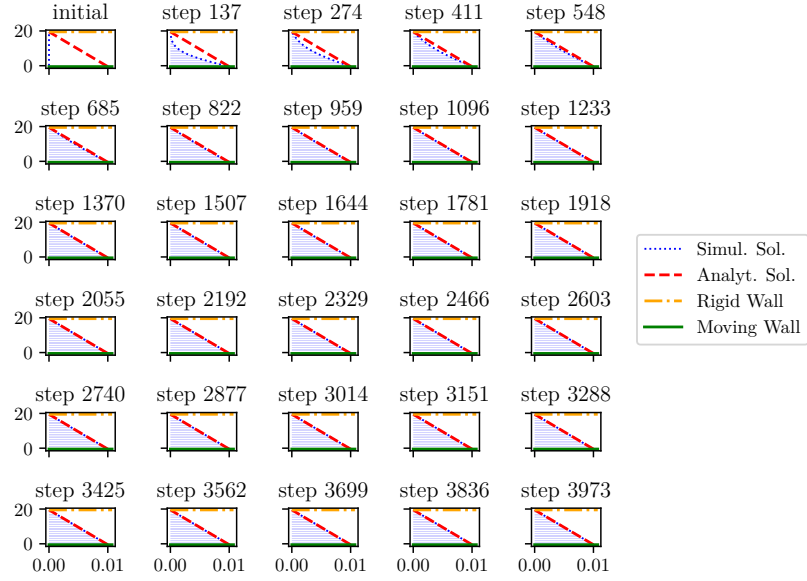 initial step 137 step 274 step 411 step 548
20
0
step 685 step 822 step 959 step 1096 step 1233
20
0
step 1370 step 1507 step 1644 step 1781 step 1918
20
0
step 2055 step 2192 step 2329 step 2466 step 2603
20
0
step 2740 step 2877 step 3014 step 3151 step 3288
20
0
step 3425 step 3562 step 3699 step 3836 step 3973
20
0
0.00 0.01 0.00 0.01 0.00 0.01 0.00 0.01 0.00 0.01
Simul. Sol.
Analyt. Sol.
Rigid Wall
Moving Wall